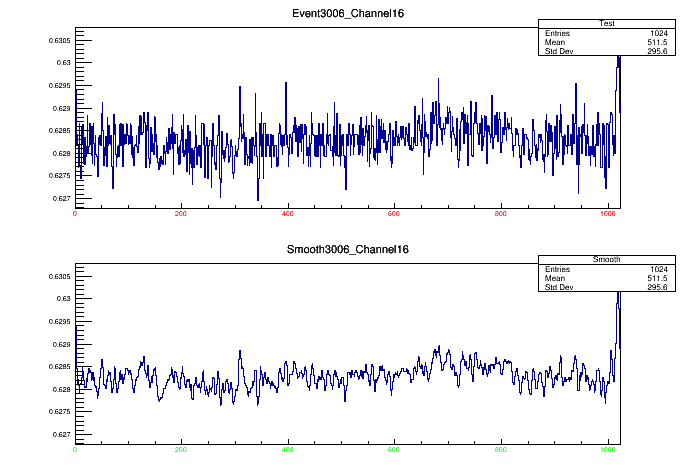 Event3006_Channel16
Test
Entries 1024
Mean 511.5
Std Dev 295.6
0.6305
0.63
0.6295
0.629
0.6285
0.628
0.6275
0.627
0 200 400 600 800 1000
Smooth3006_Channel16
Smooth
Entries 1024
Mean 511.5
Std Dev 295.6
0.6305
0.63
0.6295
0.629
0.6285
0.628
0.6275
0.627
0 200 400 600 800 1000